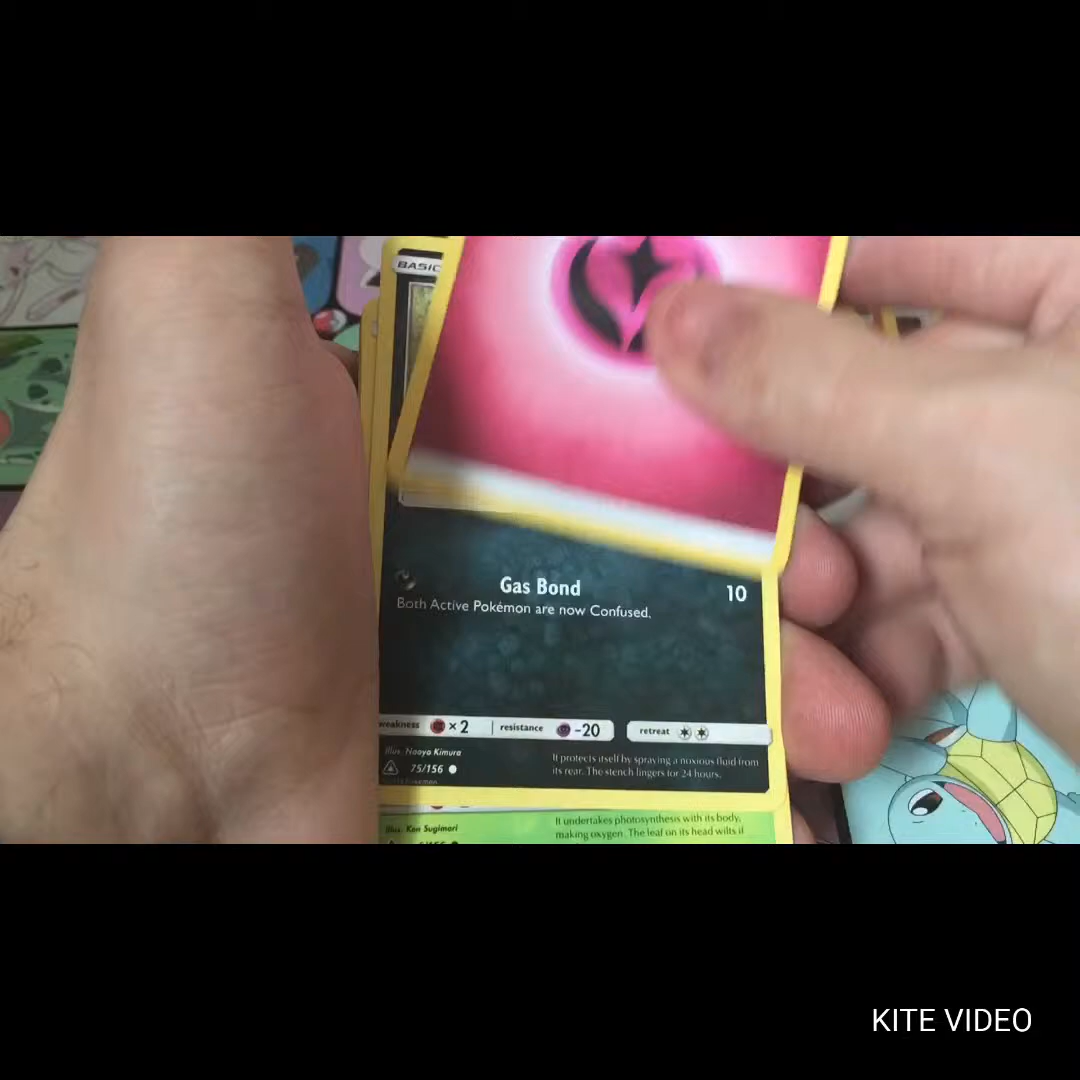 BASIC
Gas Bond
10
Both Active Pokémon are now Confused.
weakness ×2 resistance -20 retreat
Illus. Naoyo Kimura
75/156
It protects itself by spraying a noxious fluid from
its rear. The stench lingers for 24 hours.
Illus. Ken Sugimori
It undertakes photosynthesis with its body,
making oxygen. The leaf on its head wilts if
KITE VIDEO